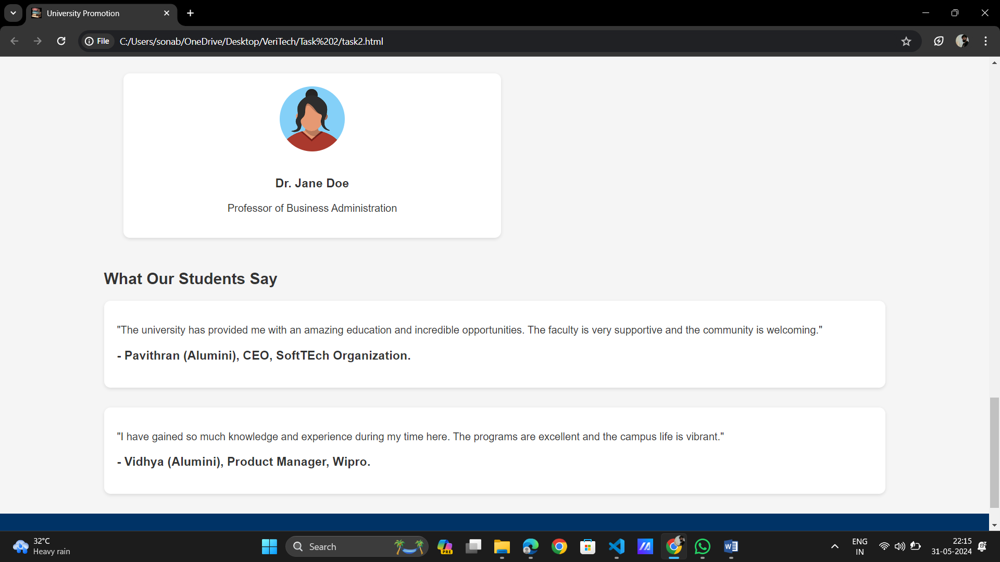 University Promotion
File
C:/Users/sonab/OneDrive/Desktop/VeriTech/Task%202/task2.html
Dr. Jane Doe
Professor of Business Administration
What Our Students Say
"The university has provided me with an amazing education and incredible opportunities. The faculty is very supportive and the community is welcoming."
- Pavithran (Alumini), CEO, SoftTEch Organization.
"I have gained so much knowledge and experience during my time here. The programs are excellent and the campus life is vibrant."
- Vidhya (Alumini), Product Manager, Wipro.
32°C
Heavy rain
Search
PRE
W
ENG
IN
22:15
31-05-2024